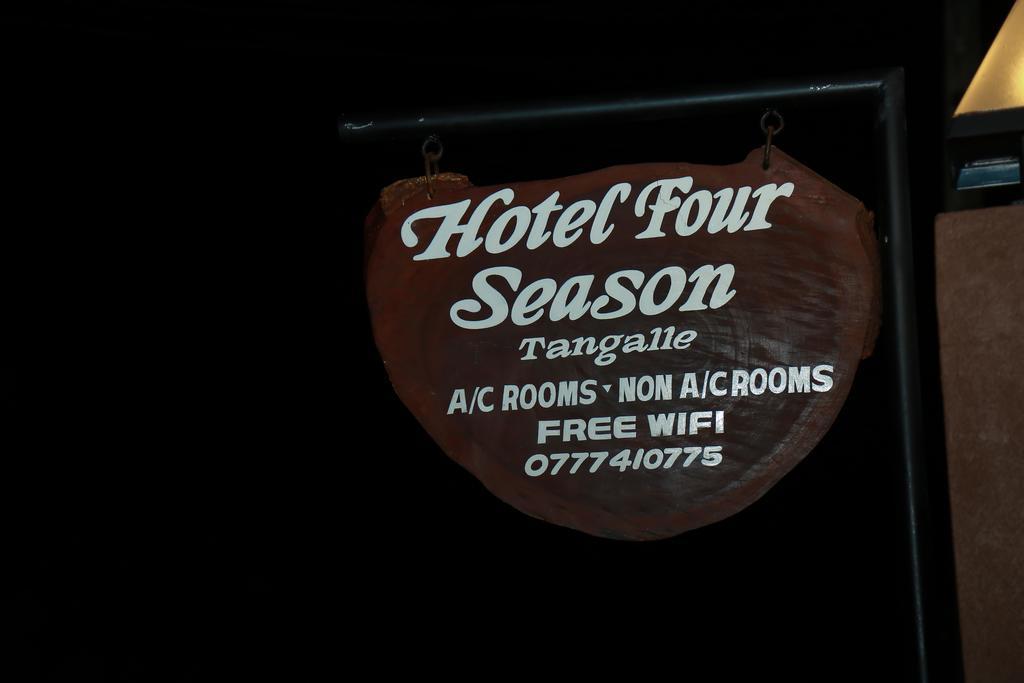 Hotel Four
Season
Tangalle
A/C ROOMS ▾ NON A/C ROOMS
FREE WIFI
0777410775